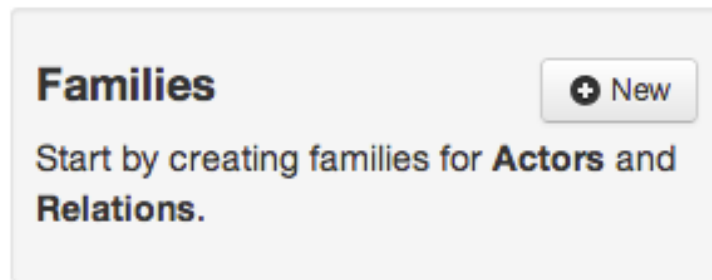 Families
New
Start by creating families for Actors and
Relations.